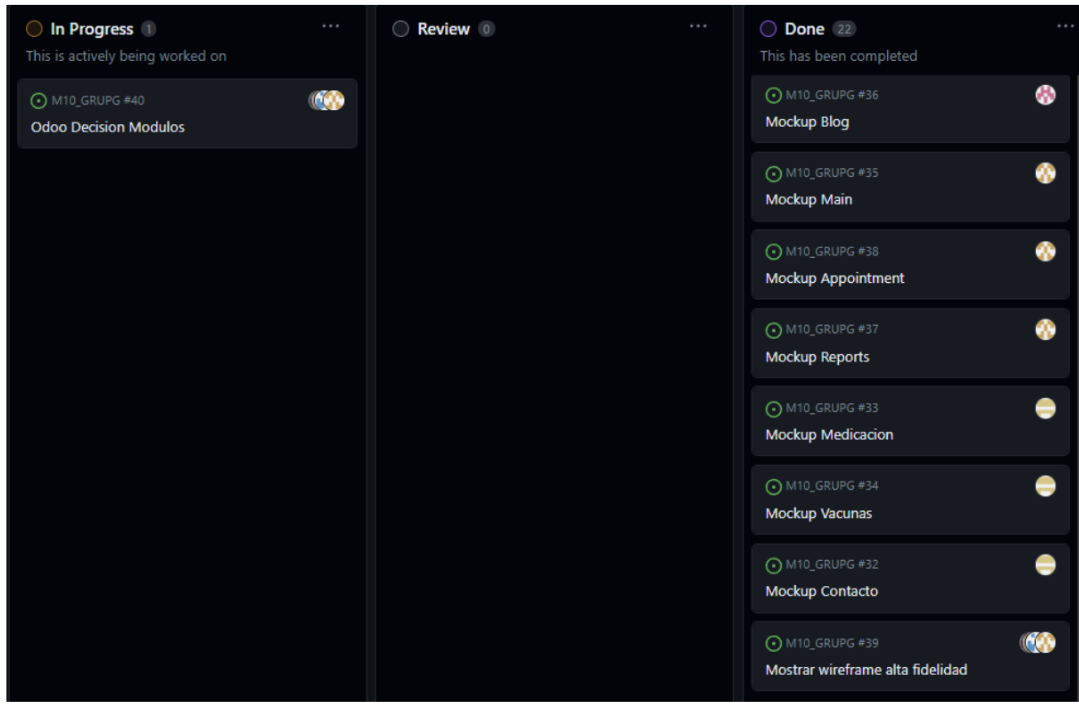 In Progress 1
This is actively being worked on
M10_GRUPG #40
Odoo Decision Modulos
Review 0
Done 22
This has been completed
M10_GRUPG #36
Mockup Blog
M10_GRUPG #35
Mockup Main
M10_GRUPG #38
Mockup Appointment
M10_GRUPG #37
Mockup Reports
M10_GRUPG #33
Mockup Medicacion
M10_GRUPG #34
Mockup Vacunas
M10_GRUPG #32
Mockup Contacto
M10_GRUPG #39
Mostrar wireframe alta fidelidad